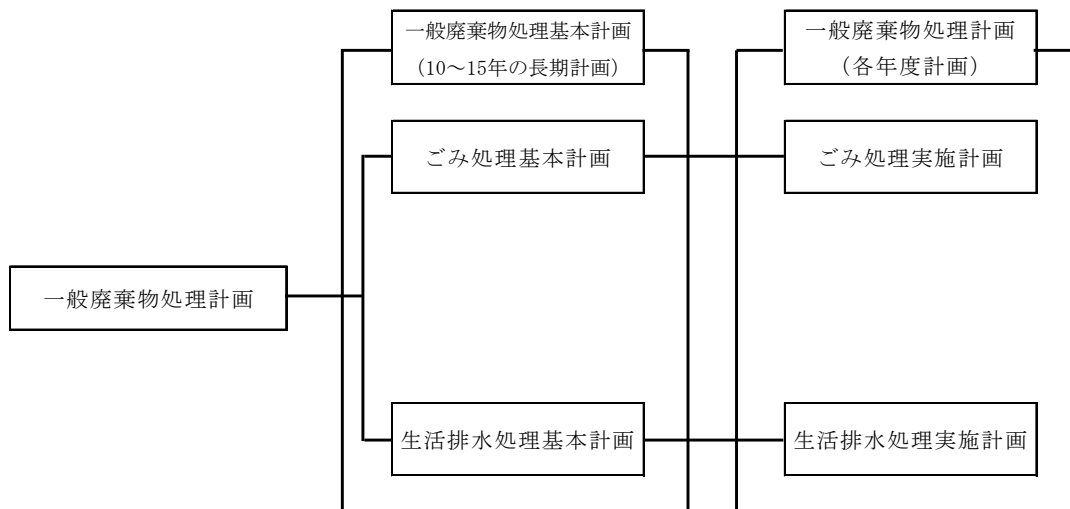 一般廃棄物処理基本計画
（10～15年の長期計画）
一般廃棄物処理計画
（各年度計画）
ごみ処理基本計画
ごみ処理実施計画
一般廃棄物処理計画
生活排水処理基本計画
生活排水処理実施計画